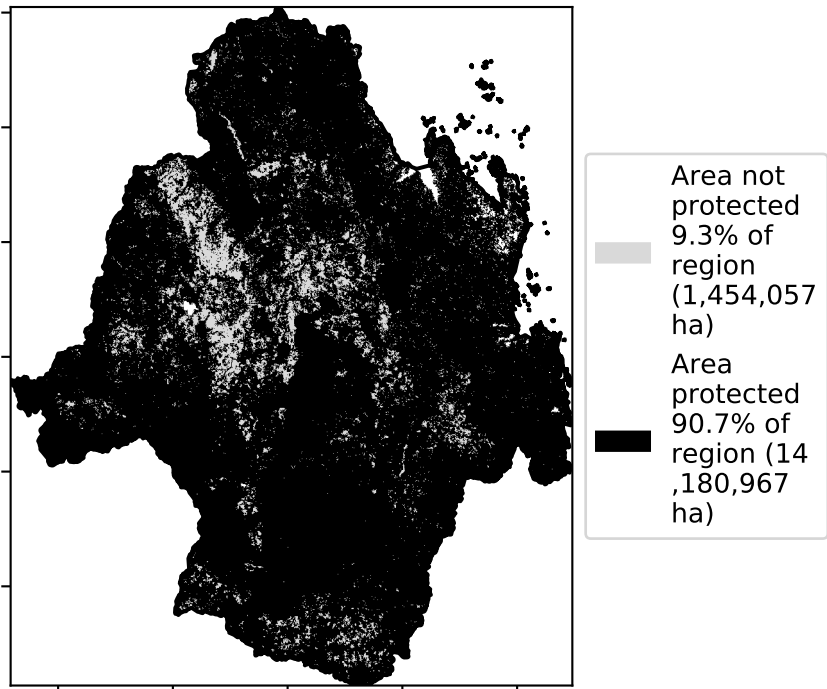 Area not
protected
9.3% of
region
(1,454,057
ha)
Area
protected
90.7% of
region (14
,180,967
ha)